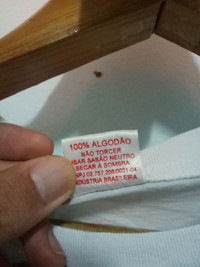 100% ALGODÃO
NÃO TORCER
USAR SABÃO NEUTRO
SECAR À SOMBRA
INDÚSTRIA BRASILEIRA